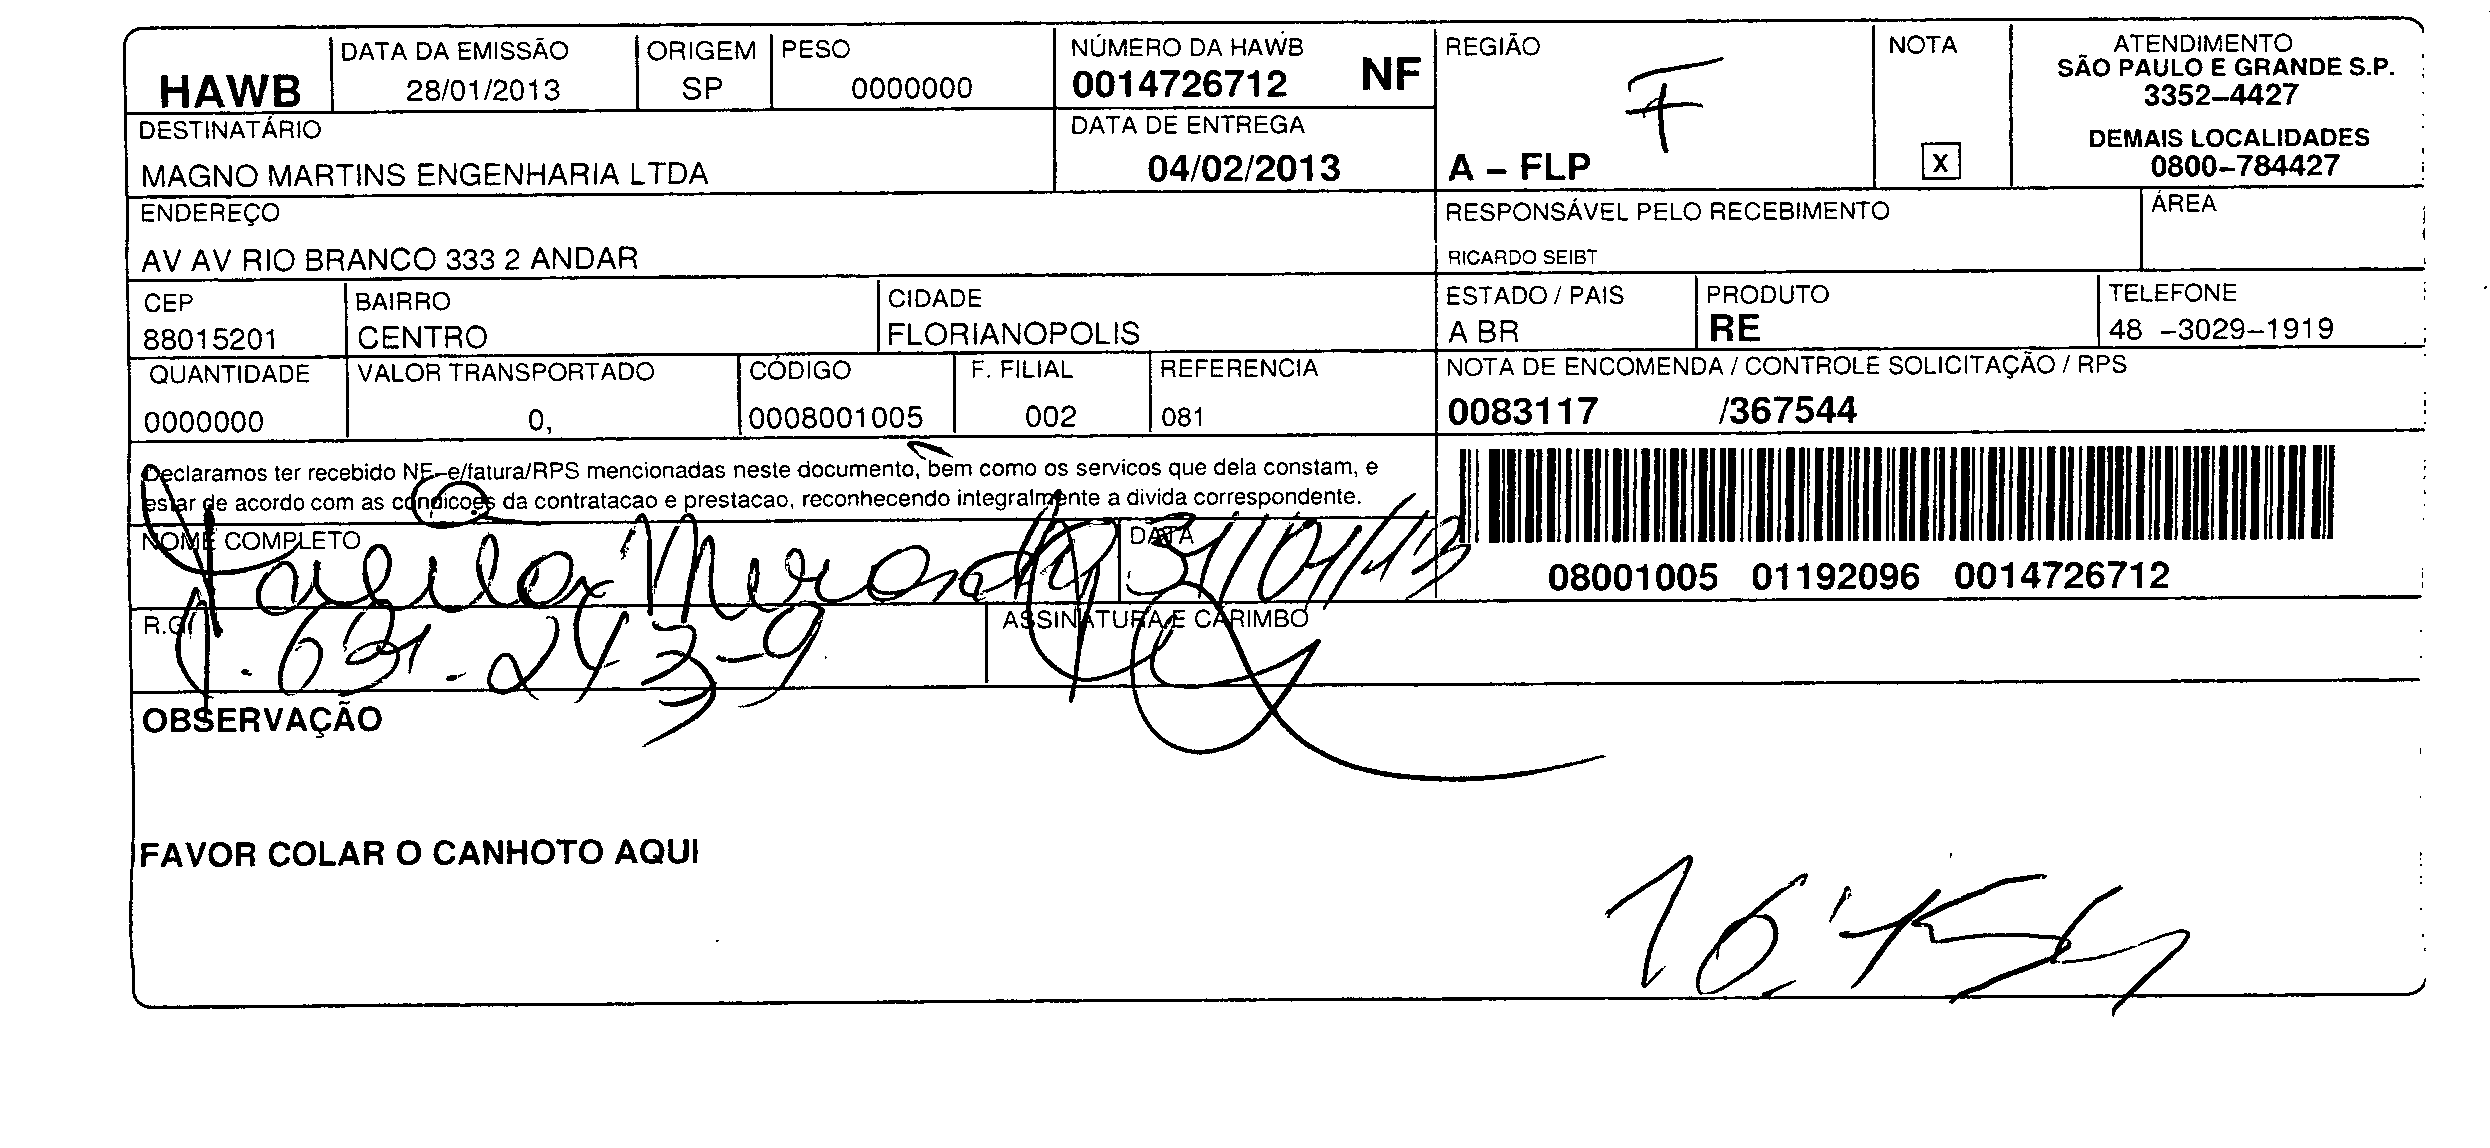 HAWB
DATA DA EMISSÃO
28/01/2013
ORIGEM
SP
PESO
0000000
NÚMERO DA HAWB
0014726712 NF
REGIÃO
F
A – FLP
NOTA
X
ATENDIMENTO
SÃO PAULO E GRANDE S.P.
3352–4427
DEMAIS LOCALIDADES
0800–784427
DESTINATÁRIO
MAGNO MARTINS ENGENHARIA LTDA
DATA DE ENTREGA
04/02/2013
ENDEREÇO
AV AV RIO BRANCO 333 2 ANDAR
RESPONSÁVEL PELO RECEBIMENTO
RICARDO SEIBT
ÁREA
CEP
88015201
BAIRRO
CENTRO
CIDADE
FLORIANOPOLIS
ESTADO / PAIS
A BR
PRODUTO
RE
TELEFONE
48 –3029–1919
QUANTIDADE
0000000
VALOR TRANSPORTADO
0,
CÓDIGO
0008001005
F. FILIAL
002
REFERENCIA
081
NOTA DE ENCOMENDA / CONTROLE SOLICITAÇÃO / RPS
0083117 /367544
Declaramos ter recebido NF–e/fatura/RPS mencionadas neste documento, bem como os servicos que dela constam, e
estar de acordo com as condicoes da contratacao e prestacao, reconhecendo integralmente a divida correspondente.
NOME COMPLETO
DATA
31/01/13
08001005 01192096 0014726712
R.G
631.243-9
ASSINATURA E CARIMBO
OBSERVAÇÃO
FAVOR COLAR O CANHOTO AQUI